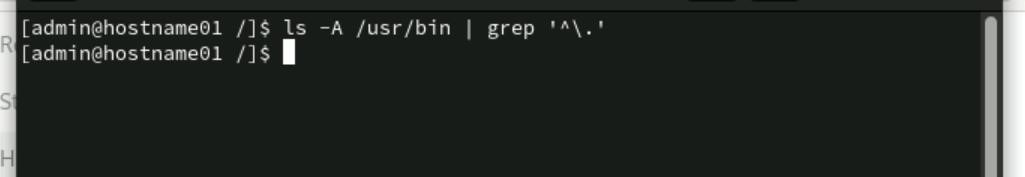 [admin@hostname01 /]$ ls -A /usr/bin | grep '^\.'
[admin@hostname01 /]$